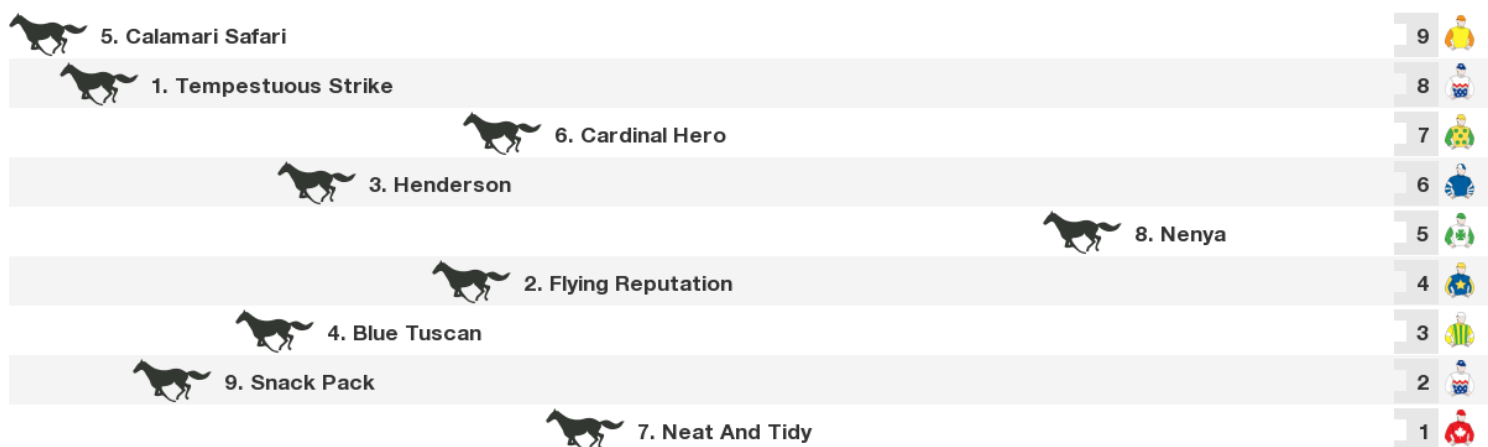 5. Calamari Safari 9
1. Tempestuous Strike 8
6. Cardinal Hero 7
3. Henderson 6
8. Nenya 5
2. Flying Reputation 4
4. Blue Tuscan 3
9. Snack Pack 2
7. Neat And Tidy 1